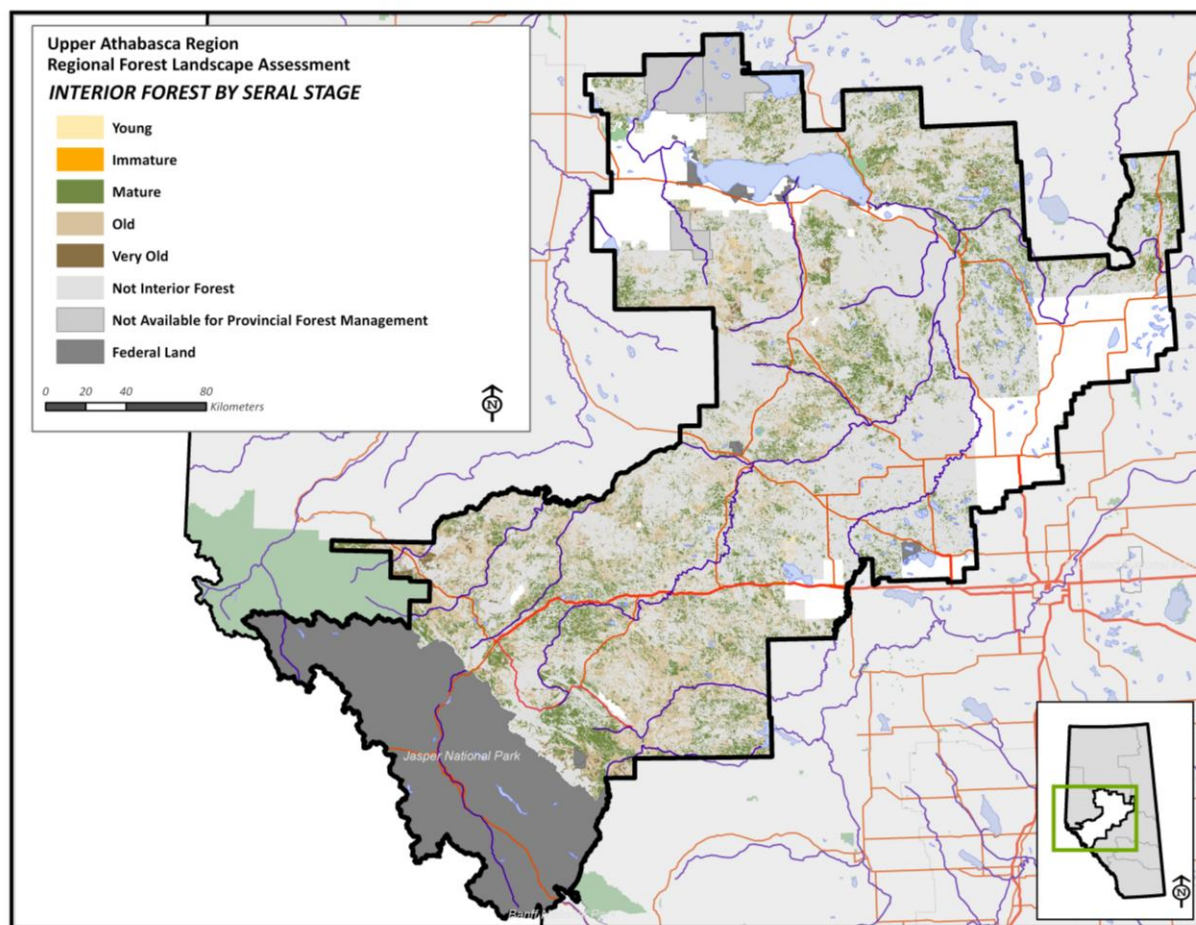 Upper Athabasca Region
Regional Forest Landscape Assessment
INTERIOR FOREST BY SERAL STAGE
Young
Immature
Mature
Old
Very Old
Not Interior Forest
Not Available for Provincial Forest Management
Federal Land
0 20 40 80
Kilometers
N
Jasper National Park
N